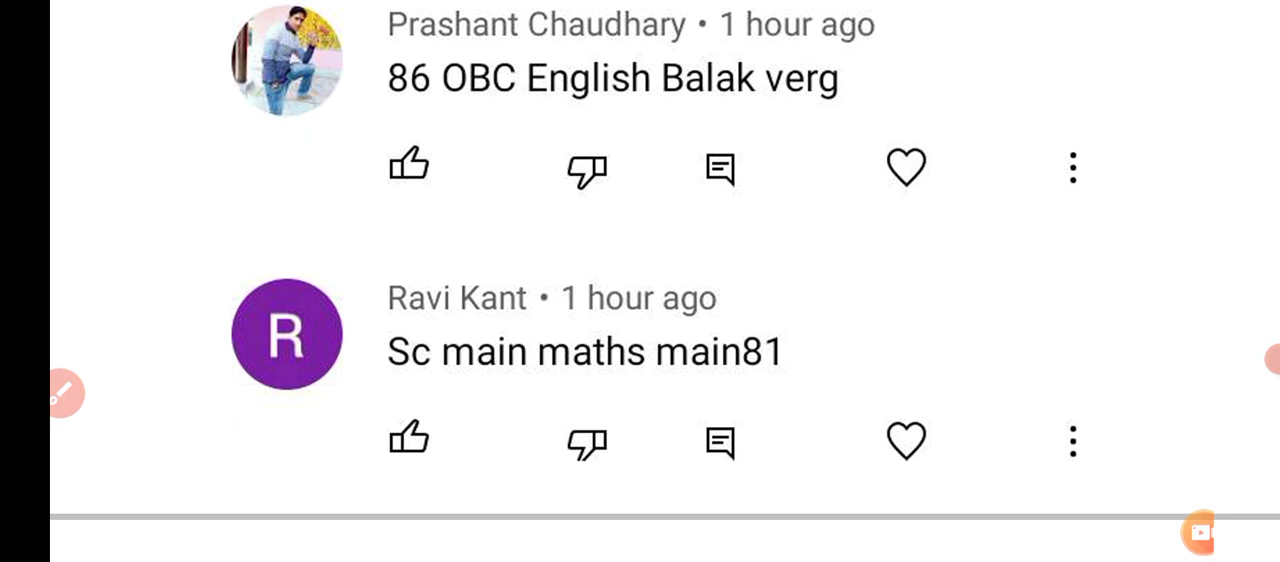 Prashant Chaudhary • 1 hour ago
86 OBC English Balak verg
R
Ravi Kant • 1 hour ago
Sc main maths main81